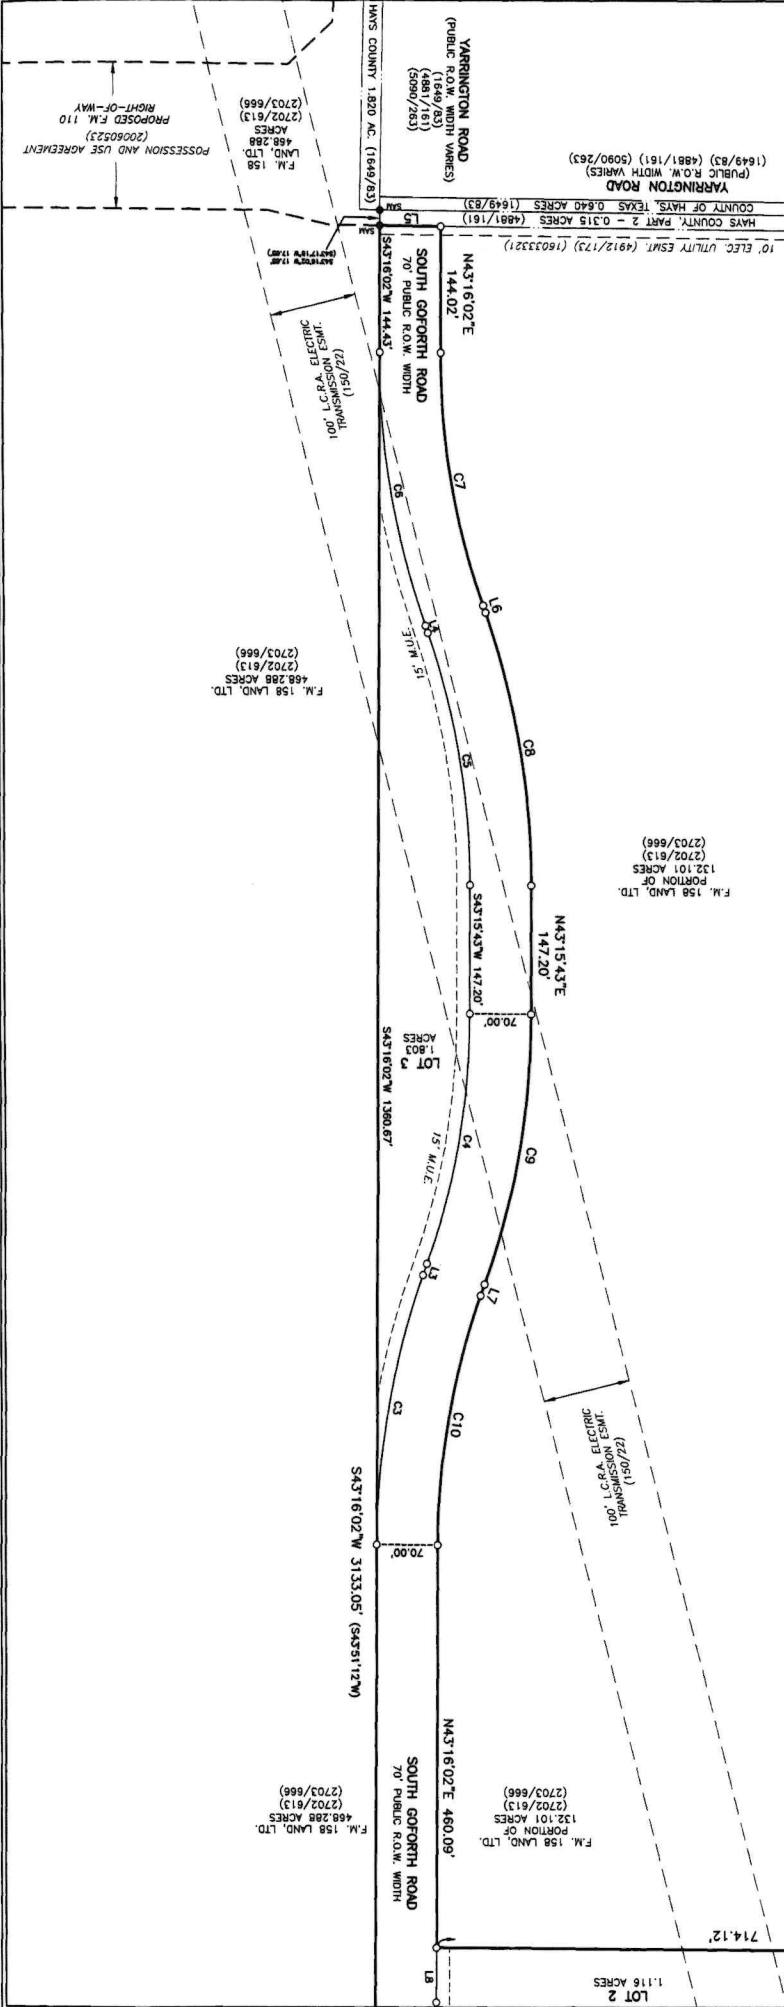 YARRINGTON ROAD
(PUBLIC R.O.W. WIDTH VARIES)
(1649/83) (4881/161) (5090/263)
COUNTY OF HAYS, TEXAS 0.640 ACRES (1649/83)
HAYS COUNTY, PART 2 - 0.315 ACRES (4881/161)
10' ELEC. UTILITY ESMT. (4912/173) (16033321)
YARRINGTON ROAD
(PUBLIC R.O.W. WIDTH VARIES)
(1649/83)
(4881/161)
(5090/263)
HAYS COUNTY 1.820 AC. (1649/83)
F.M. 158
LAND, LTD.
468.288
ACRES
(2702/613)
(2703/666)
POSSESSION AND USE AGREEMENT
(20060523)
PROPOSED F.M. 110
RIGHT-OF-WAY
SAM
L5
SAM
S43°16'02"W 17.65'
N43°16'02"E
144.02'
SOUTH GOFORTH ROAD
70' PUBLIC R.O.W. WIDTH
S43°16'02"W 144.43'
100' L.C.R.A. ELECTRIC
TRANSMISSION ESMT.
(150/22)
C7
C6
L6
L4
15' M.U.E.
F.M. 158 LAND, LTD.
468.288 ACRES
(2702/613)
(2703/666)
C8
C5
F.M. 158 LAND, LTD.
PORTION OF
132.101 ACRES
(2702/613)
(2703/666)
N43°15'43"E
147.20'
S43°15'43"W 147.20'
70.00'
LOT 3
1.803
ACRES
S43°16'02"W 1360.67'
C9
C4
15' M.U.E.
L7
L3
C10
C3
100' L.C.R.A. ELECTRIC
TRANSMISSION ESMT.
(150/22)
70.00'
S43°16'02"W 3133.05' (S43°51'12"W)
N43°16'02"E 460.09'
SOUTH GOFORTH ROAD
70' PUBLIC R.O.W. WIDTH
F.M. 158 LAND, LTD.
PORTION OF
132.101 ACRES
(2702/613)
(2703/666)
F.M. 158 LAND, LTD.
468.288 ACRES
(2702/613)
(2703/666)
714.12'
L8
LOT 2
1.116 ACRES